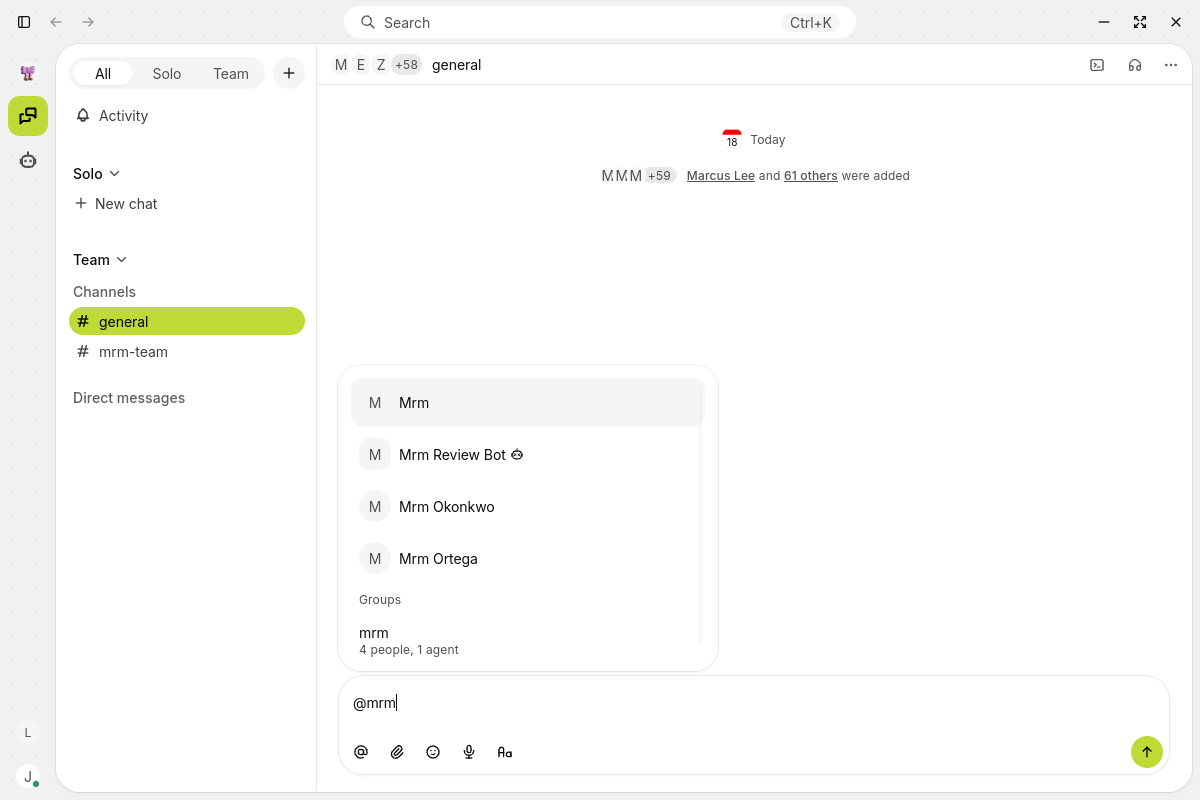 Search
Ctrl+K
All
Solo
Team
M E Z +58 general
Activity
18 Today
Solo
M M M +59 Marcus Lee and 61 others were added
New chat
Team
Channels
# general
# mrm-team
Direct messages
M Mrm
M Mrm Review Bot
M Mrm Okonkwo
M Mrm Ortega
Groups
mrm
4 people, 1 agent
@mrm
Aa
L
J